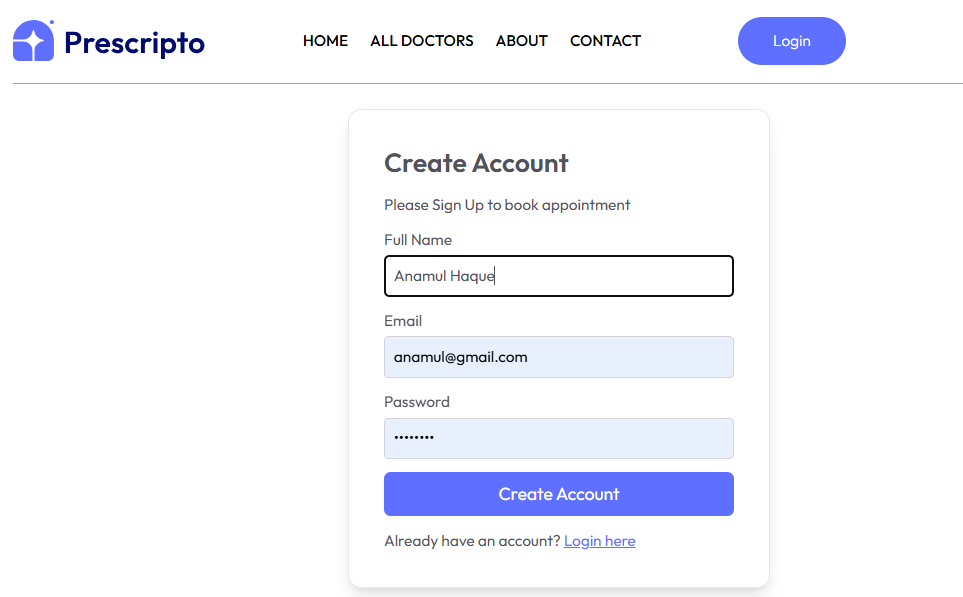 Prescripto
HOME ALL DOCTORS ABOUT CONTACT Login
Create Account
Please Sign Up to book appointment
Full Name
Anamul Haque
Email
anamul@gmail.com
Password
••••••••
Create Account
Already have an account? Login here